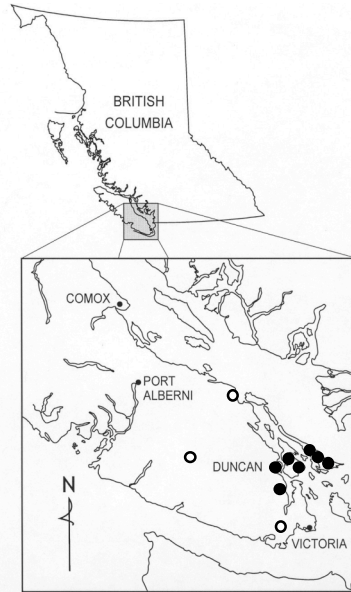 BRITISH
COLUMBIA
COMOX
PORT
ALBERNI
DUNCAN
N
VICTORIA